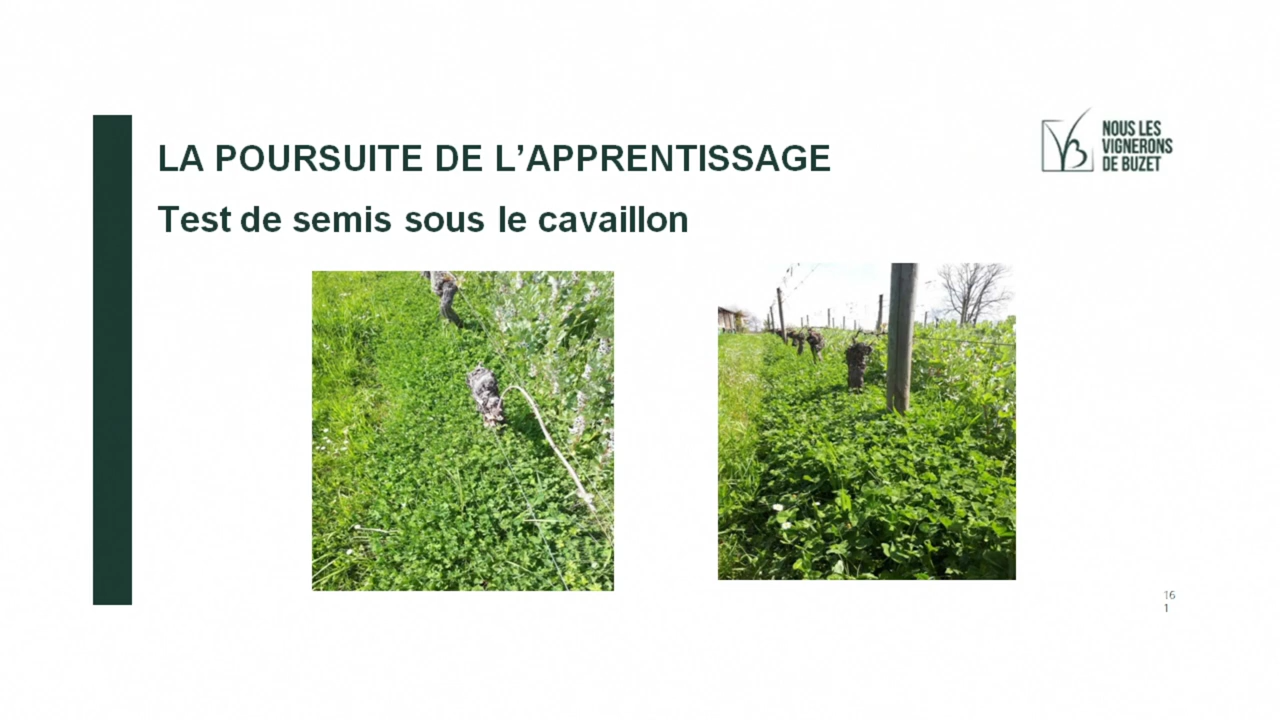 LA POURSUITE DE L’APPRENTISSAGE
Test de semis sous le cavaillon
NOUS LES
VIGNERONS
DE BUZET
16
1